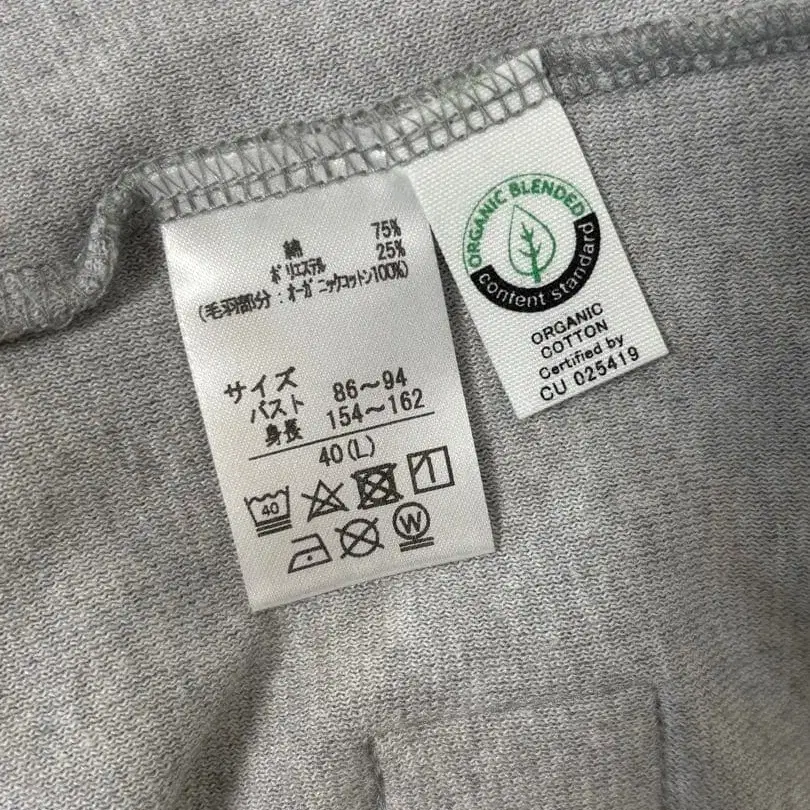 綿 75%
ポリエステル 25%
(毛羽部分：オーガニックコットン100%)
サイズ
バスト 86～94
身長 154～162
40(L)
40
W
ORGANIC BLENDED
content standard
ORGANIC
COTTON
Certified by
CU 025419